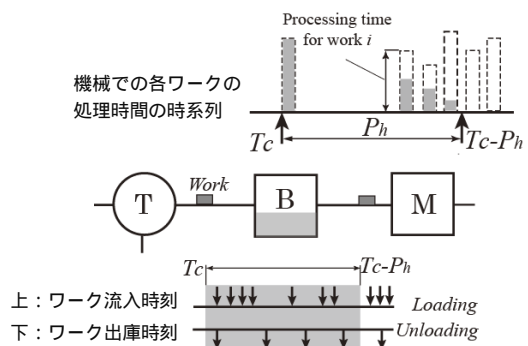 Processing time
for work i
機械での各ワークの
処理時間の時系列
Tc
Ph
Tc-Ph
T
Work
B
M
Tc
Tc-Ph
上：ワーク流入時刻
Loading
下：ワーク出庫時刻
Unloading